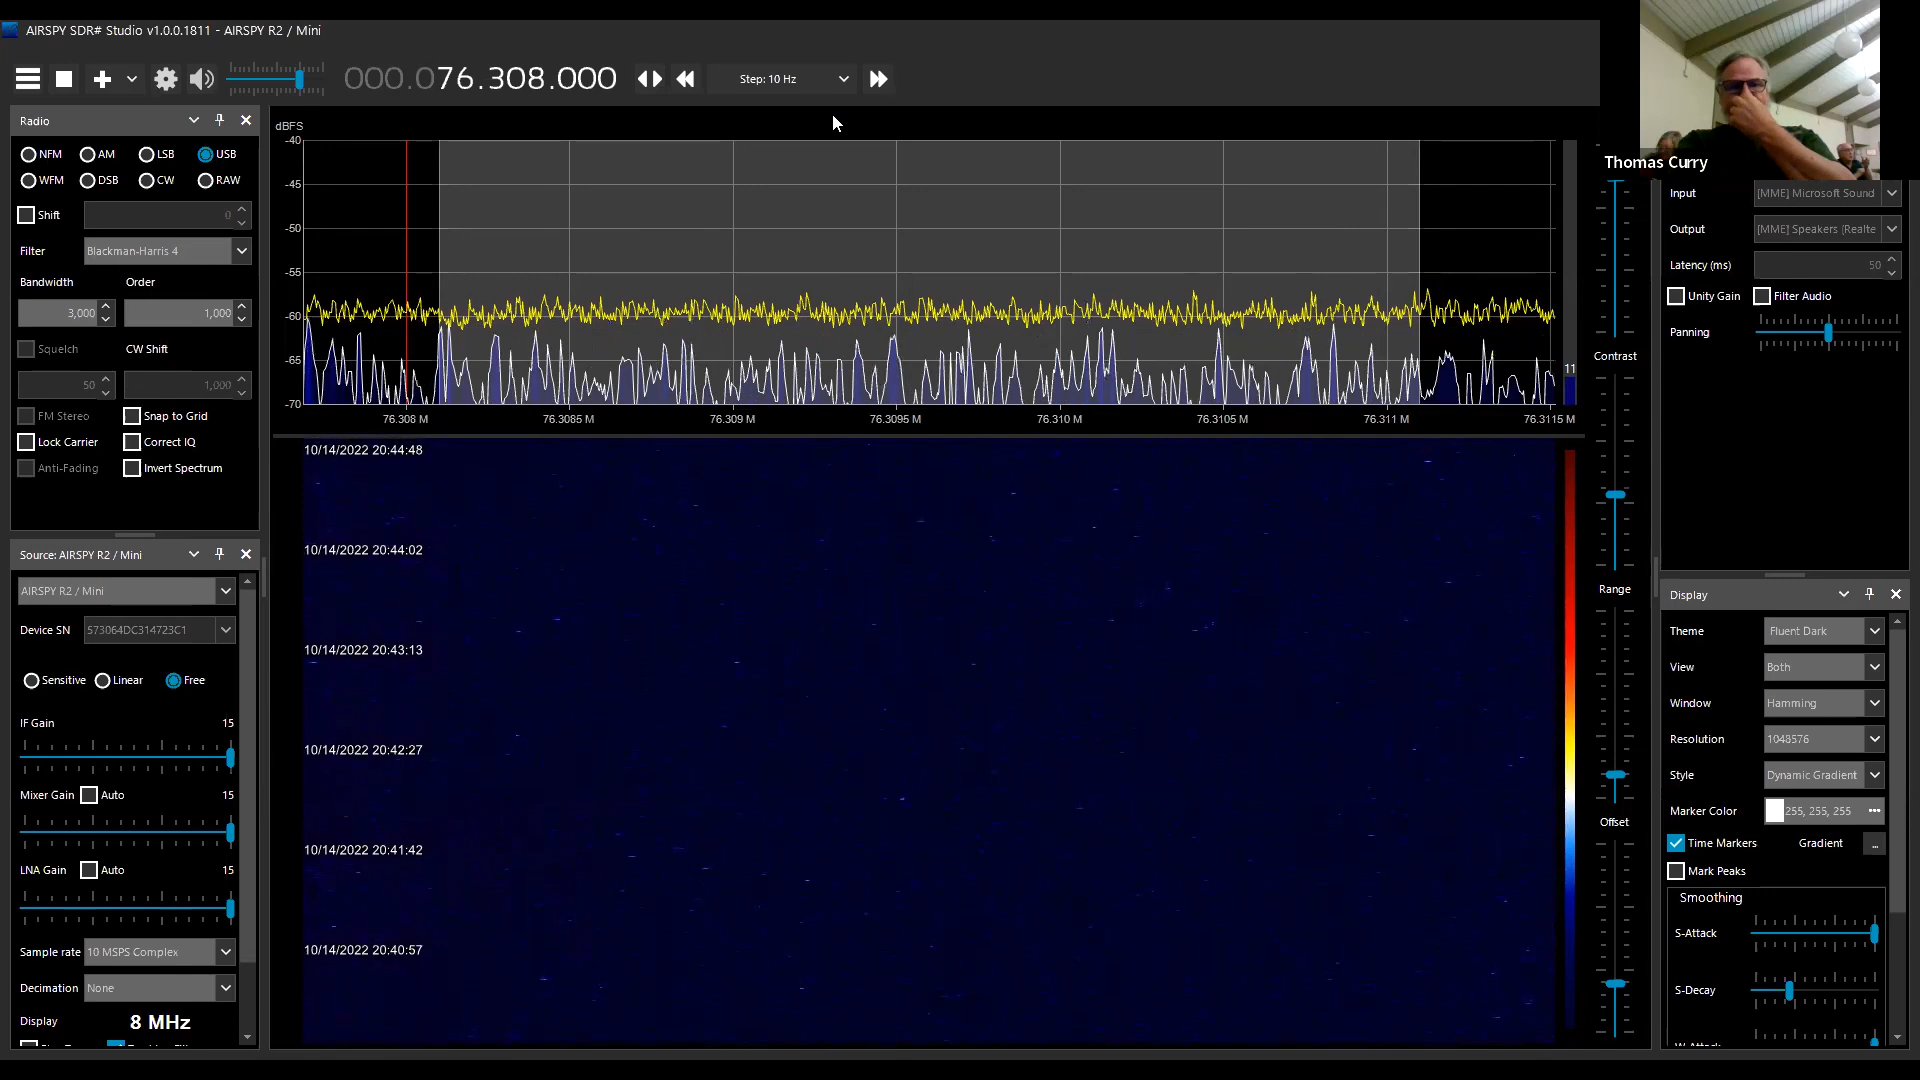 AIRSPY SDR# Studio v1.0.0.1811 - AIRSPY R2 / Mini
000.076.308.000
Step: 10 Hz
Thomas Curry
Radio
NFM AM LSB USB
WFM DSB CW RAW
Shift 0
Filter Blackman-Harris 4
Bandwidth Order
3,000 1,000
Squelch CW Shift
50 1,000
FM Stereo Snap to Grid
Lock Carrier Correct IQ
Anti-Fading Invert Spectrum
Source: AIRSPY R2 / Mini
AIRSPY R2 / Mini
Device SN 573064DC314723C1
Sensitive Linear Free
IF Gain 15
Mixer Gain Auto 15
LNA Gain Auto 15
Sample rate 10 MSPS Complex
Decimation None
Display 8 MHz
dBFS
-40
-45
-50
-55
-60
-65
-70
11
76.308 M 76.3085 M 76.309 M 76.3095 M 76.310 M 76.3105 M 76.311 M 76.3115 M
10/14/2022 20:44:48
10/14/2022 20:44:02
10/14/2022 20:43:13
10/14/2022 20:42:27
10/14/2022 20:41:42
10/14/2022 20:40:57
Contrast
Range
Offset
Input [MME] Microsoft Sound
Output [MME] Speakers (Realte
Latency (ms) 50
Unity Gain Filter Audio
Panning
Display
Theme Fluent Dark
View Both
Window Hamming
Resolution 1048576
Style Dynamic Gradient
Marker Color 255, 255, 255
Time Markers Gradient ...
Mark Peaks
Smoothing
S-Attack
S-Decay